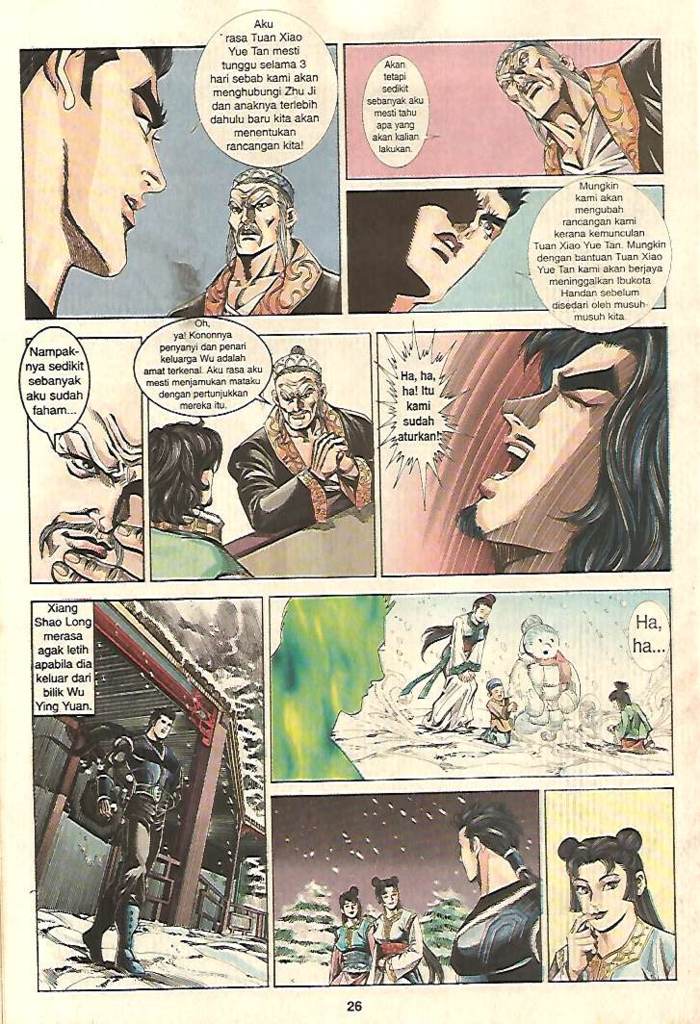 Aku
rasa Tuan Xiao
Yue Tan mesti
tunggu selama 3
hari sebab kami akan
menghubungi Zhu Ji
dan anaknya terlebih
dahulu baru kita akan
menentukan
rancangan kita!
Akan
tetapi
sedikit
sebanyak aku
mesti tahu
apa yang
akan kalian
lakukan.
Mungkin
kami akan
mengubah
rancangan kami
kerana kemunculan
Tuan Xiao Yue Tan. Mungkin
dengan bantuan Tuan Xiao
Yue Tan kami akan berjaya
meninggalkan Ibukota
Handan sebelum
disedari oleh musuh-
musuh kita.
Nampak-
nya sedikit
sebanyak
aku sudah
faham...
Oh,
ya! Kononnya
penyanyi dan penari
keluarga Wu adalah
amat terkenal. Aku rasa aku
mesti menjamukan mataku
dengan pertunjukkan
mereka itu.
Ha, ha,
ha! Itu
kami
sudah
aturkan!
Xiang
Shao Long
merasa
agak letih
apabila dia
keluar dari
bilik Wu
Ying Yuan.
Ha,
ha...
26